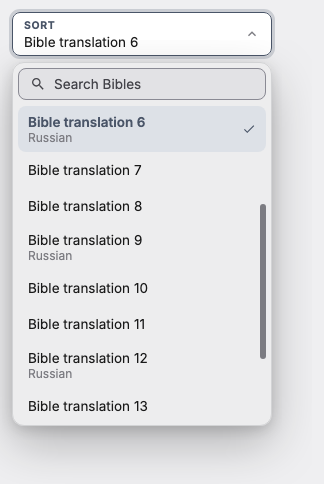 SORT
Bible translation 6
Search Bibles
Bible translation 6
Russian
Bible translation 7
Bible translation 8
Bible translation 9
Russian
Bible translation 10
Bible translation 11
Bible translation 12
Russian
Bible translation 13